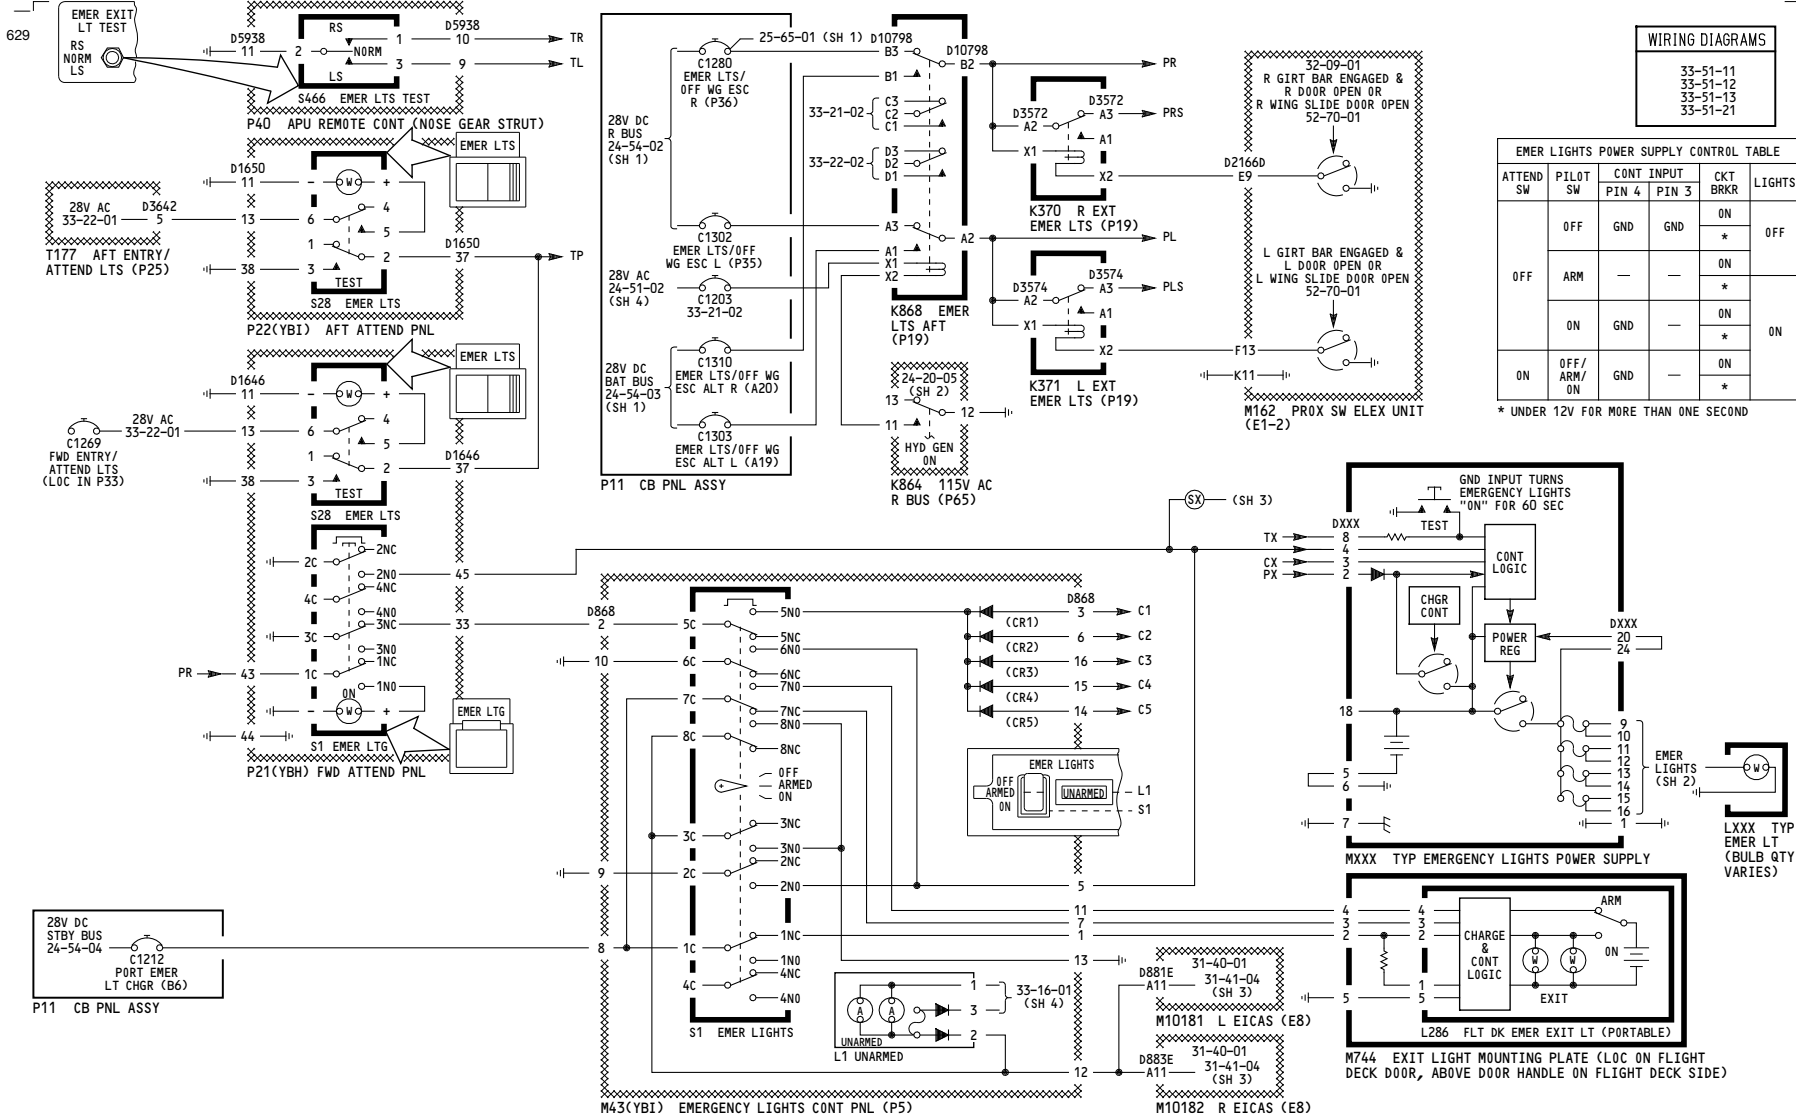 629
EMER EXIT
LT TEST
RS
NORM
LS
D5938
11
2
RS
1
NORM
LS
3
D5938
10
TR
9
TL
S466 EMER LTS TEST
P40 APU REMOTE CONT (NOSE GEAR STRUT)
EMER LTS
D1650
11
- W +
28V AC
33-22-01
D3642
5
13
6
4
5
1
2
D1650
37
TP
38
3
TEST
T177 AFT ENTRY/
ATTEND LTS (P25)
S28 EMER LTS
P22(YBI) AFT ATTEND PNL
EMER LTS
D1646
11
- W +
28V AC
33-22-01
13
6
4
5
1
2
D1646
37
38
3
TEST
C1269
FWD ENTRY/
ATTEND LTS
(LOC IN P33)
S28 EMER LTS
2NC
2C
2NO
45
4NC
4C
4NO
3NC
33
3C
3NO
1NC
PR
43
1C
1NO
ON
- W +
44
S1 EMER LTG
EMER LTG
P21(YBH) FWD ATTEND PNL
28V DC
R BUS
24-54-02
(SH 1)
C1280
EMER LTS/
OFF WG ESC
R (P36)
25-65-01 (SH 1)
C1302
EMER LTS/OFF
WG ESC L (P35)
28V AC
24-51-02
(SH 4)
C1203
33-21-02
28V DC
BAT BUS
24-54-03
(SH 1)
C1310
EMER LTS/OFF WG
ESC ALT R (A20)
C1303
EMER LTS/OFF WG
ESC ALT L (A19)
P11 CB PNL ASSY
D10798
B3
D10798
B2
PR
B1
33-21-02
C3
C2
C1
33-22-02
D3
D2
D1
A3
A2
PL
A1
X1
X2
K868 EMER
LTS AFT
(P19)
24-20-05
(SH 2)
13
12
11
HYD GEN
ON
K864 115V AC
R BUS (P65)
D3572
A2
D3572
A3
PRS
A1
X1
X2
K370 R EXT
EMER LTS (P19)
D3574
A2
D3574
A3
PLS
A1
X1
X2
K371 L EXT
EMER LTS (P19)
D2166D
E9
F13
K11
32-09-01
R GIRT BAR ENGAGED &
R DOOR OPEN OR
R WING SLIDE DOOR OPEN
52-70-01
L GIRT BAR ENGAGED &
L DOOR OPEN OR
L WING SLIDE DOOR OPEN
52-70-01
M162 PROX SW ELEX UNIT
(E1-2)
WIRING DIAGRAMS
33-51-11
33-51-12
33-51-13
33-51-21
EMER LIGHTS POWER SUPPLY CONTROL TABLE
ATTEND SW PILOT SW CONT INPUT CKT BRKR LIGHTS
PIN 4 PIN 3
OFF OFF GND GND ON OFF
*
ARM — — ON
* ON
ON GND — ON
*
ON OFF/ARM/ON GND — ON
*
* UNDER 12V FOR MORE THAN ONE SECOND
SX (SH 3)
GND INPUT TURNS
EMERGENCY LIGHTS
"ON" FOR 60 SEC
TEST
DXXX
TX
8
4
CX
3
PX
2
CONT
LOGIC
CHGR
CONT
POWER
REG
DXXX
20
24
18
9
10
11
12
13
14
15
16
1
5
6
7
EMER
LIGHTS
(SH 2)
W
LXXX TYP
EMER LT
(BULB QTY
VARIES)
MXXX TYP EMERGENCY LIGHTS POWER SUPPLY
D868
2
5C
5NO
5NC
6NO
10
6C
6NC
7NO
7C
7NC
8NO
8C
8NC
OFF
ARMED
ON
3NC
3C
3NO
2NC
9
2C
2NO
5
11
7
1NC
1
8
1C
1NO
13
4NC
4C
4NO
S1 EMER LIGHTS
D868
(CR1)
3
C1
(CR2)
6
C2
(CR3)
16
C3
(CR4)
15
C4
(CR5)
14
C5
EMER LIGHTS
OFF
ARMED
ON
UNARMED
L1
S1
A
A
1
3
2
UNARMED
L1 UNARMED
33-16-01
(SH 4)
12
M43(YBI) EMERGENCY LIGHTS CONT PNL (P5)
28V DC
STBY BUS
24-54-04
C1212
PORT EMER
LT CHGR (B6)
P11 CB PNL ASSY
31-40-01
D881E
A11
31-41-04
(SH 3)
M10181 L EICAS (E8)
31-40-01
D883E
A11
31-41-04
(SH 3)
M10182 R EICAS (E8)
4
3
2
5
4
3
2
1
5
CHARGE
&
CONT
LOGIC
ARM
ON
W
W
EXIT
L286 FLT DK EMER EXIT LT (PORTABLE)
M744 EXIT LIGHT MOUNTING PLATE (LOC ON FLIGHT
DECK DOOR, ABOVE DOOR HANDLE ON FLIGHT DECK SIDE)